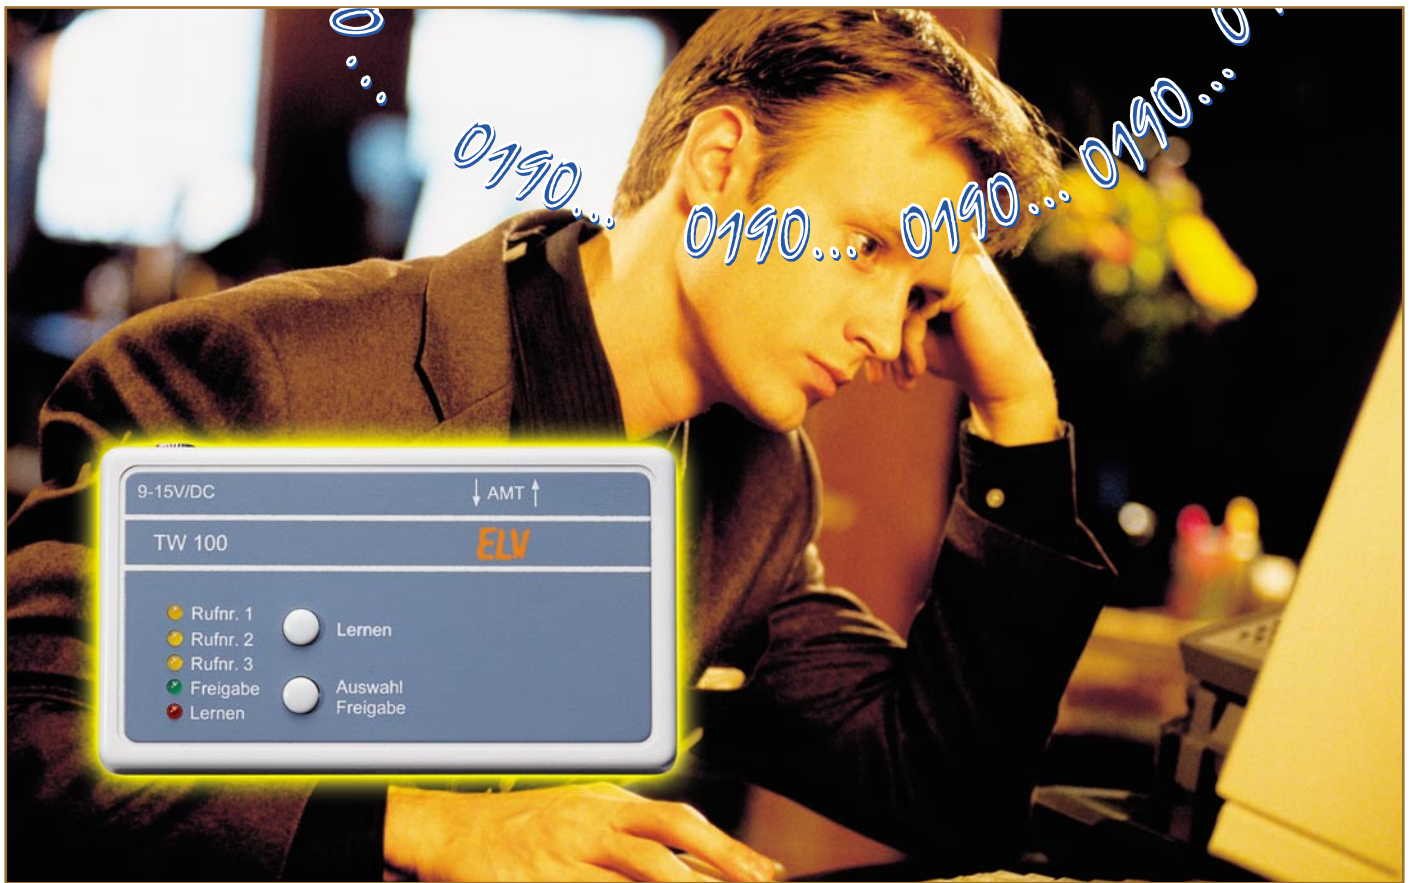 0...
0190...
0190...
0190...
0190...
019
9-15V/DC
↓ AMT ↑
TW 100
ELV
Rufnr. 1
Rufnr. 2
Rufnr. 3
Freigabe
Lernen
Lernen
Auswahl
Freigabe